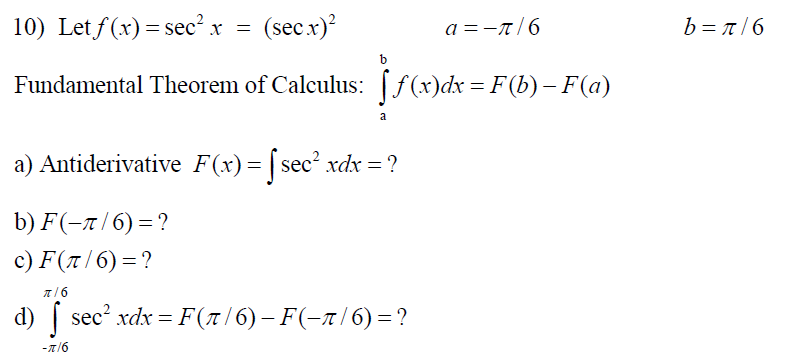 10) Let f(x) = sec² x = (sec x)² a = −π / 6 b = π / 6
Fundamental Theorem of Calculus: ∫ₐᵇ f(x)dx = F(b) − F(a)
a) Antiderivative F(x) = ∫ sec² xdx = ?
b) F(−π / 6) = ?
c) F(π / 6) = ?
d) ∫_{-π/6}^{π/6} sec² xdx = F(π / 6) − F(−π / 6) = ?